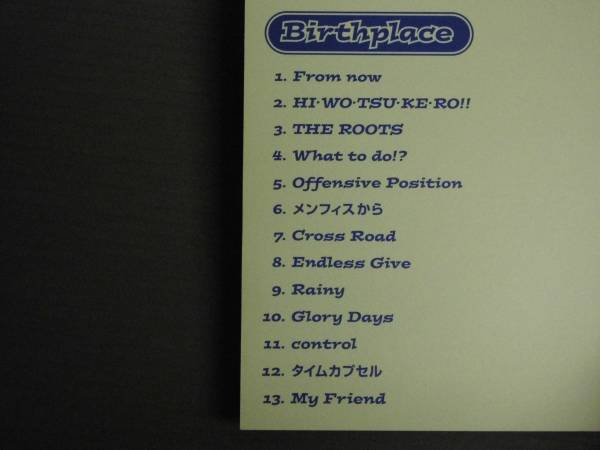 Birthplace
1. From now
2. HI·WO·TSU·KE·RO!!
3. THE ROOTS
4. What to do!?
5. Offensive Position
6. メンフィスから
7. Cross Road
8. Endless Give
9. Rainy
10. Glory Days
11. control
12. タイムカプセル
13. My Friend